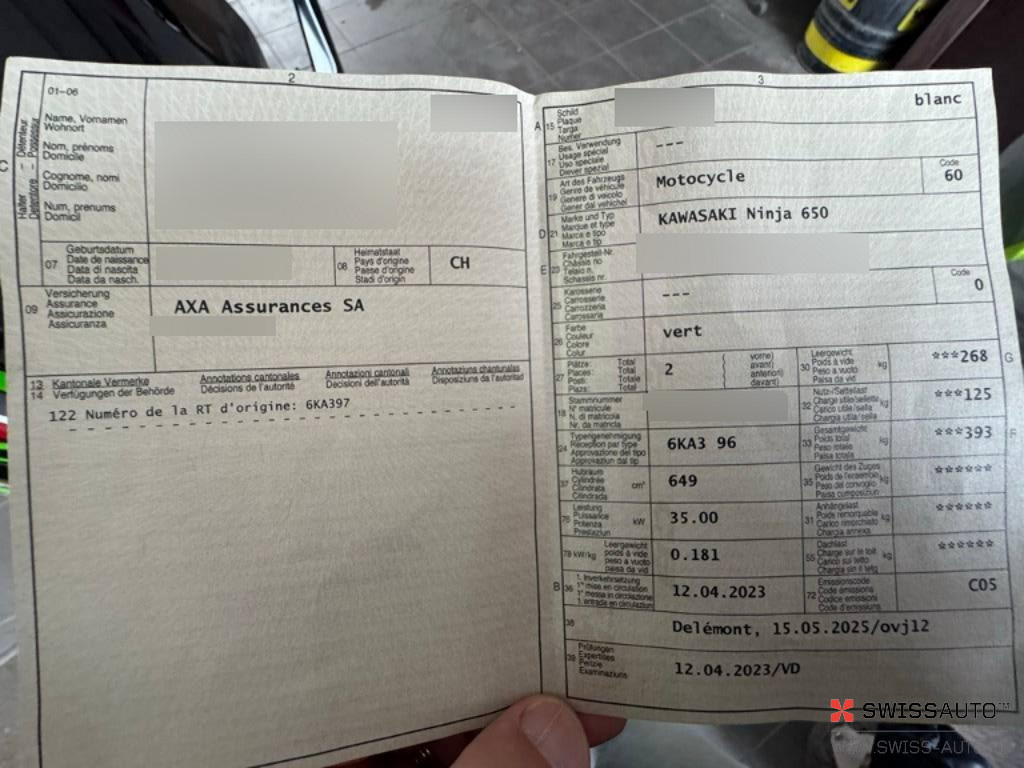 2
01-06
Halter - Détenteur
Detentore - Possessur
C
Name, Vornamen
Wohnort
Nom, prénoms
Domicile
Cognome, nomi
Domicilio
Num, prenums
Domicil
07
Geburtsdatum
Date de naissance
Data di nascita
Data da nasch.
08
Heimatstaat
Pays d'origine
Paese d'origine
Stadi d'origin
CH
09
Versicherung
Assurance
Assicurazione
Assicuranza
AXA Assurances SA
13 Kantonale Vermerke
14 Verfügungen der Behörde
Annotations cantonales
Décisions de l'autorité
Annotazioni cantonali
Decisioni dell'autorità
Annotaziuns chantunalas
Disposiziuns da l'autoritad
122 Numéro de la RT d'origine: 6KA397
3
A 15
Schild
Plaque
Targa
Numer
blanc
17
Bes. Verwendung
Usage spécial
Uso speciale
Diever spezial
---
19
Art des Fahrzeugs
Genre de véhicule
Genere di veicolo
Gener dal vehichel
Motocycle
Code
60
D 21
Marke und Typ
Marque et type
Marca e tipo
Marca e tip
KAWASAKI Ninja 650
E 23
Fahrgestell-Nr.
Châssis no
Telaio n.
Schassis nr.
25
Karosserie
Carrosserie
Carrozzeria
Carossaria
---
Code
0
26
Farbe
Couleur
Colore
Colur
vert
27
Plätze: Total
Places: Total
Posti: Totale
Plazs: Total
2
vorne)
avant)
anteriori)
davant)
30
Leergewicht
Poids à vide
Peso a vuoto
Paisa da vid
kg
***268
G
18
Stammnummer
N° matricule
N. di matricola
Nr. da matricla
32
Nutz-/Sattellast
Charge utile/sellette
Carico utile/sella
Chargia utila/sella
kg
***125
24
Typengenehmigung
Réception par type
Approvazione del tipo
Approvaziun dal tip
6KA3 96
33
Gesamtgewicht
Poids total
Peso totale
Paisa totala
kg
***393
F
37
Hubraum
Cylindrée
Cilindrata
Cilindrada
cm³
649
35
Gewicht des Zuges
Poids de l'ensemble
Peso del convoglio
Paisa cumposiziun
kg
******
76
Leistung
Puissance
Potenza
Prestaziun
kW
35.00
31
Anhängelast
Poids remorquable
Carico rimorchiato
Chargia annexa
kg
******
78 kW/kg
Leergewicht
poids à vide
peso a vuoto
paisa da vid
0.181
55
Dachlast
Charge sur le toit
Carico sul tetto
Chargia sin il tetg
kg
******
B 36
1. Inverkehrsetzung
1re mise en circulation
1a messa in circolazione
1. entrada en circulaziun
12.04.2023
72
Emissionscode
Code émissions
Codice emissioni
Code d'emissiuns
C05
38
Delémont, 15.05.2025/ovj12
39
Prüfungen
Expertises
Perizie
Examinaziuns
12.04.2023/VD
SWISSAUTO™
WWW.SWISS-AUTO